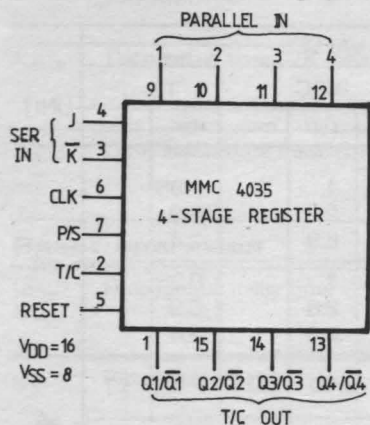 PARALLEL IN
1 2 3 4
9 10 11 12
J 4
SER IN
K̅ 3
CLK 6
P/S 7
T/C 2
RESET 5
MMC 4035
4-STAGE REGISTER
VDD = 16
VSS = 8
1 15 14 13
Q1/Q̅1̅ Q2/Q̅2̅ Q3/Q̅3̅ Q4/Q̅4̅
T/C OUT